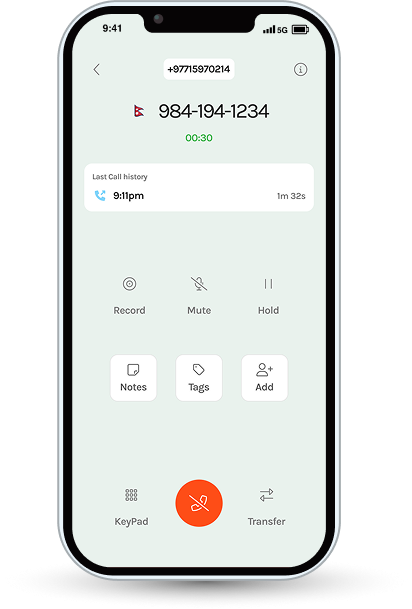 9:41
5G
+97715970214
984-194-1234
00:30
Last Call history
9:11pm 1m 32s
Record Mute Hold
Notes Tags Add
KeyPad Transfer